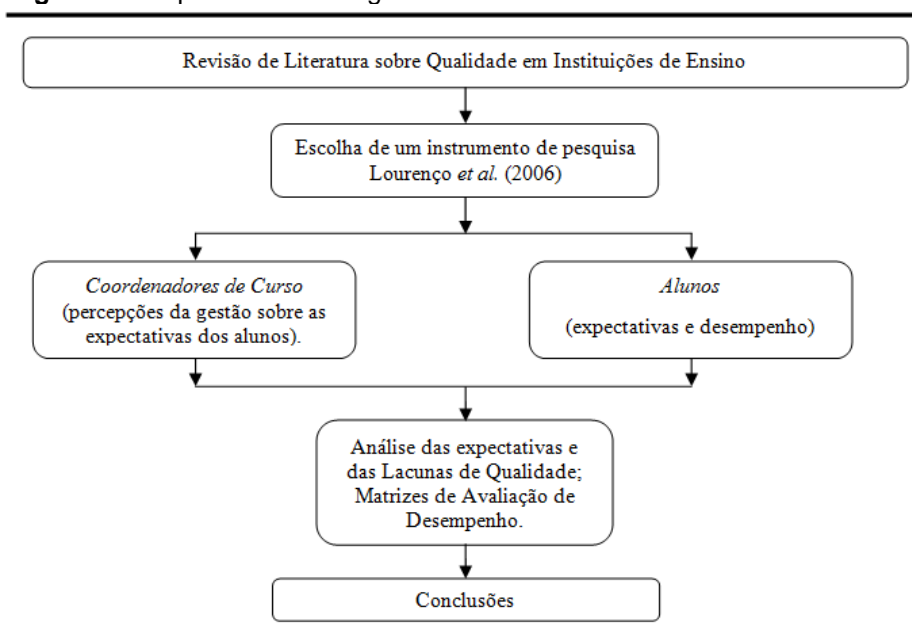 Revisão de Literatura sobre Qualidade em Instituições de Ensino
Escolha de um instrumento de pesquisa
Lourenço et al. (2006)
Coordenadores de Curso
(percepções da gestão sobre as
expectativas dos alunos).
Alunos
(expectativas e desempenho)
Análise das expectativas e
das Lacunas de Qualidade;
Matrizes de Avaliação de
Desempenho.
Conclusões